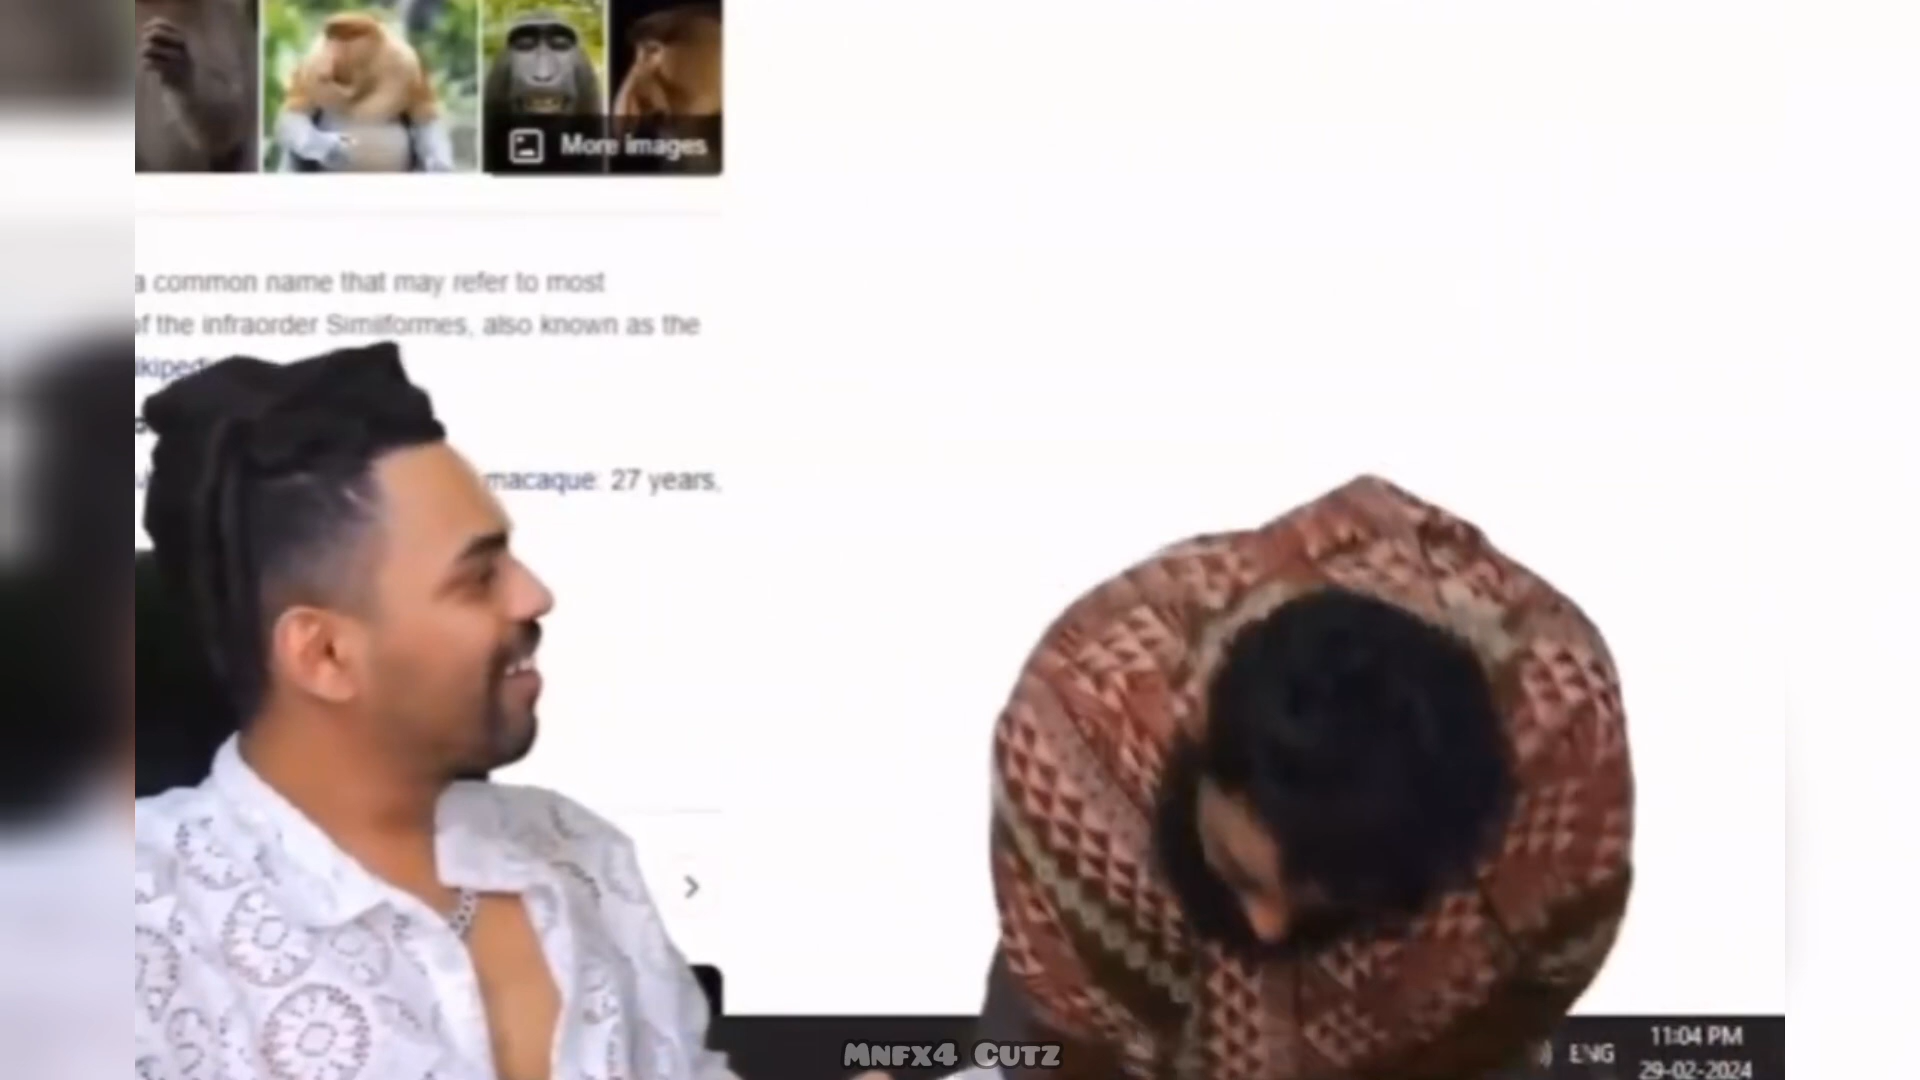 More images
a common name that may refer to most
of the infraorder Simiiformes, also known as the
macaque: 27 years,
ENG
11:04 PM
29-02-2024
MNFX4 CUTZ